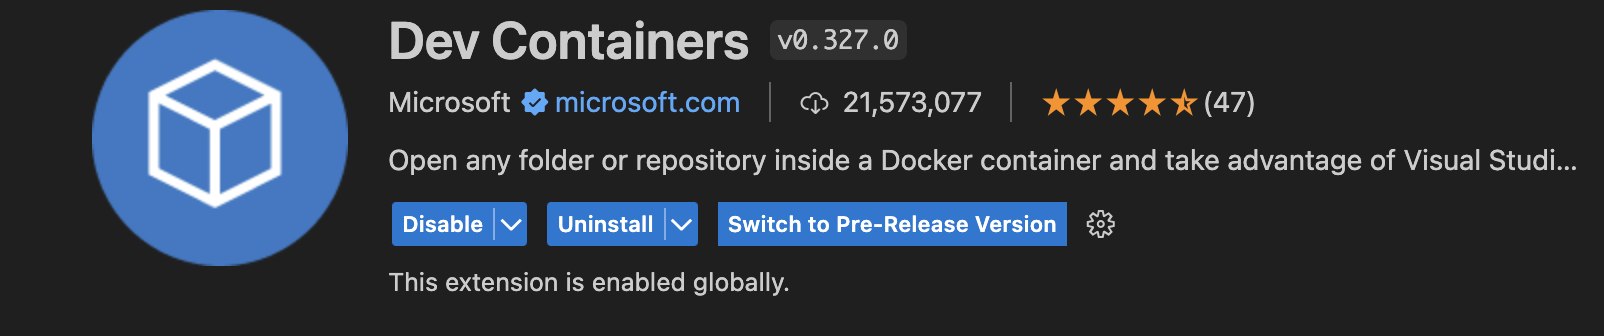 Dev Containers v0.327.0
Microsoft microsoft.com 21,573,077 (47)
Open any folder or repository inside a Docker container and take advantage of Visual Studi...
Disable Uninstall Switch to Pre-Release Version
This extension is enabled globally.